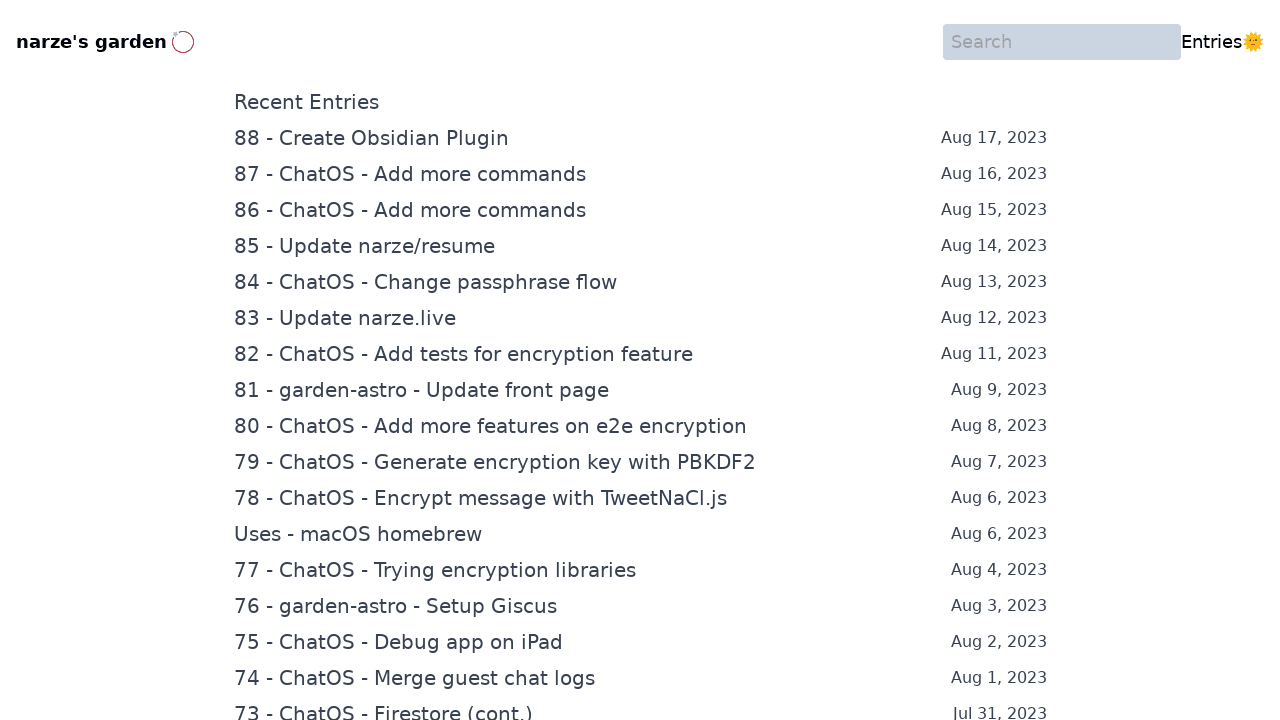 narze's garden
Search
Entries🌞
Recent Entries
88 - Create Obsidian Plugin Aug 17, 2023
87 - ChatOS - Add more commands Aug 16, 2023
86 - ChatOS - Add more commands Aug 15, 2023
85 - Update narze/resume Aug 14, 2023
84 - ChatOS - Change passphrase flow Aug 13, 2023
83 - Update narze.live Aug 12, 2023
82 - ChatOS - Add tests for encryption feature Aug 11, 2023
81 - garden-astro - Update front page Aug 9, 2023
80 - ChatOS - Add more features on e2e encryption Aug 8, 2023
79 - ChatOS - Generate encryption key with PBKDF2 Aug 7, 2023
78 - ChatOS - Encrypt message with TweetNaCl.js Aug 6, 2023
Uses - macOS homebrew Aug 6, 2023
77 - ChatOS - Trying encryption libraries Aug 4, 2023
76 - garden-astro - Setup Giscus Aug 3, 2023
75 - ChatOS - Debug app on iPad Aug 2, 2023
74 - ChatOS - Merge guest chat logs Aug 1, 2023
73 - ChatOS - Firestore (cont.) Jul 31, 2023